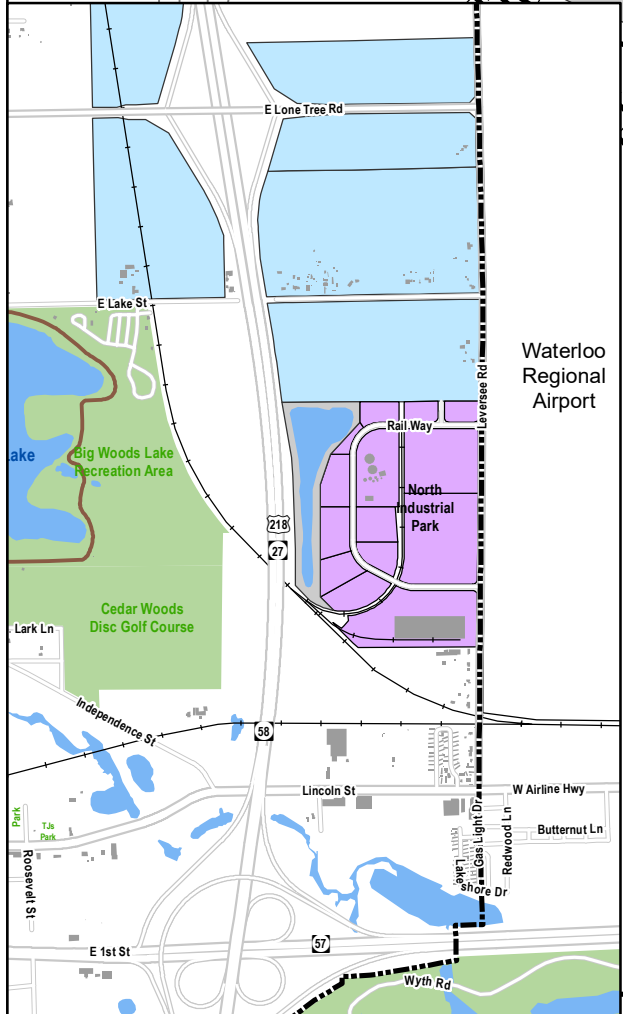 E Lone Tree Rd
E Lake St
Waterloo
Regional
Airport
Leversee Rd
Rail Way
ake
Big Woods Lake
Recreation Area
North
Industrial
Park
218
27
Cedar Woods
Disc Golf Course
Lark Ln
Independence St
58
Lincoln St
W Airline Hwy
Gas Light Dr
Redwood Ln
Butternut Ln
Park
TJs
Park
Roosevelt St
Lake
shore Dr
57
E 1st St
Wyth Rd